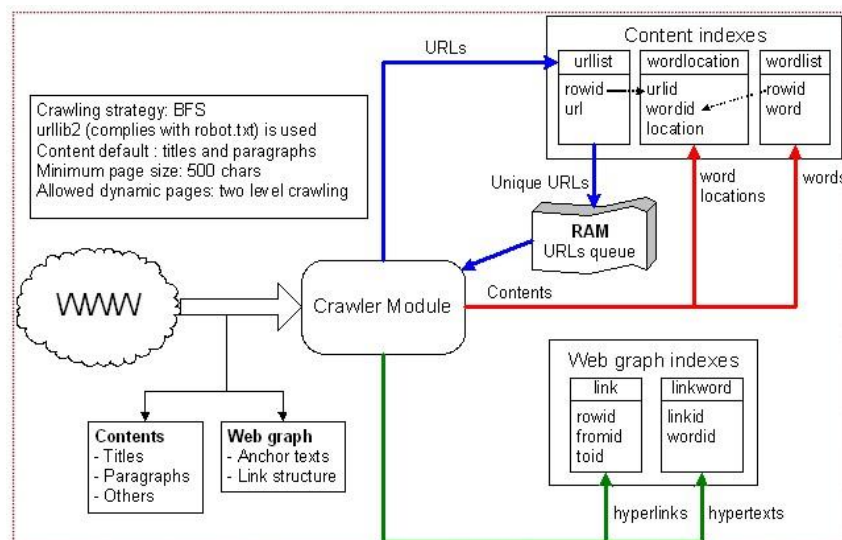 URLs
Content indexes
urllist
rowid
url
wordlocation
urlid
wordid
location
wordlist
rowid
word
Crawling strategy: BFS
urllib2 (complies with robot.txt) is used
Content default : titles and paragraphs
Minimum page size: 500 chars
Allowed dynamic pages: two level crawling
Unique URLs
word
locations
words
RAM
URLs queue
WWW
Crawler Module
Contents
Web graph indexes
link
rowid
fromid
toid
linkword
linkid
wordid
Contents
- Titles
- Paragraphs
- Others
Web graph
- Anchor texts
- Link structure
hyperlinks
hypertexts